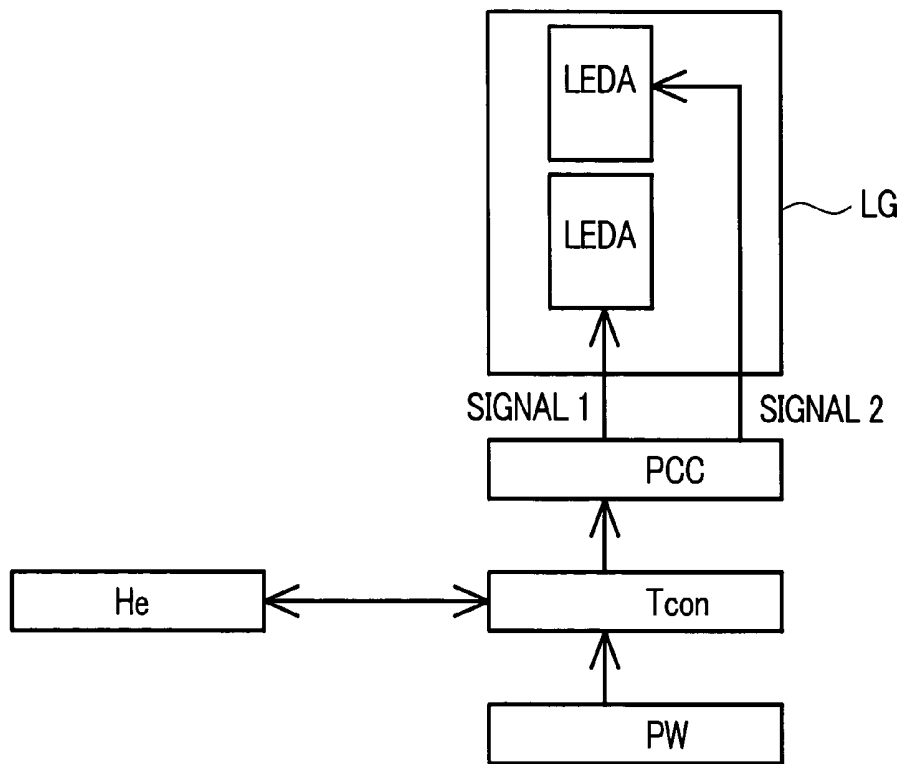 LEDA
LEDA
LG
SIGNAL 1
SIGNAL 2
PCC
He
Tcon
PW